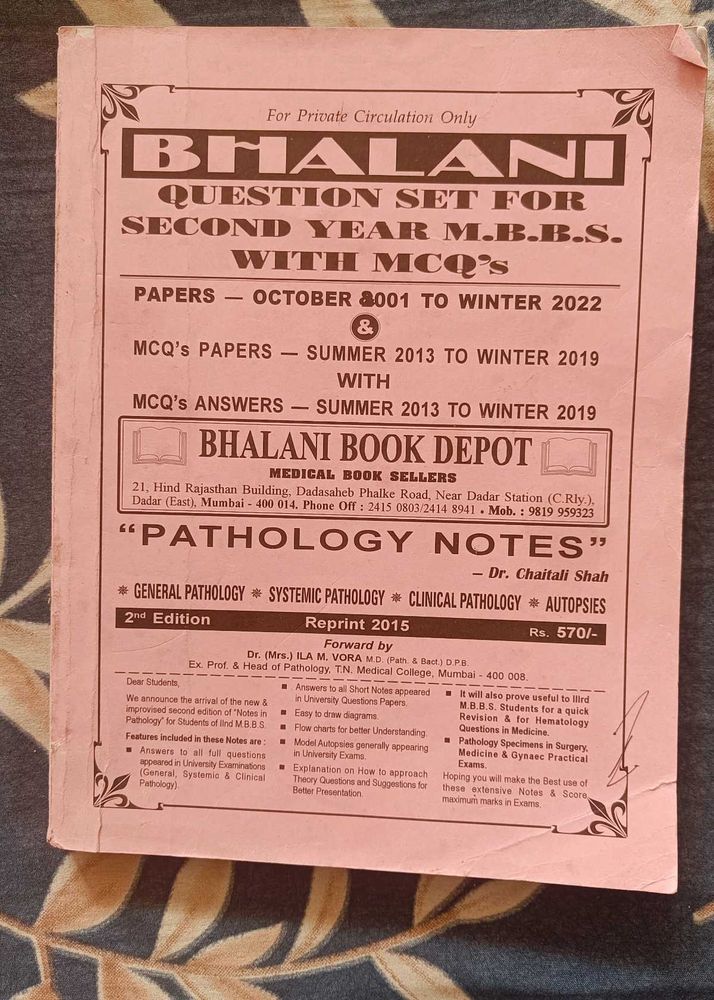 For Private Circulation Only
BHALANI
QUESTION SET FOR
SECOND YEAR M.B.B.S.
WITH MCQ's
PAPERS — OCTOBER 2001 TO WINTER 2022
&
MCQ's PAPERS — SUMMER 2013 TO WINTER 2019
WITH
MCQ's ANSWERS — SUMMER 2013 TO WINTER 2019
BHALANI BOOK DEPOT
MEDICAL BOOK SELLERS
21, Hind Rajasthan Building, Dadasaheb Phalke Road, Near Dadar Station (C.Rly.),
Dadar (East), Mumbai - 400 014. Phone Off : 2415 0803/2414 8941 • Mob. : 9819 959323
“PATHOLOGY NOTES”
– Dr. Chaitali Shah
* GENERAL PATHOLOGY * SYSTEMIC PATHOLOGY * CLINICAL PATHOLOGY * AUTOPSIES
2nd Edition Reprint 2015 Rs. 570/-
Forward by
Dr. (Mrs.) ILA M. VORA M.D. (Path. & Bact.) D.P.B.
Ex. Prof. & Head of Pathology, T.N. Medical College, Mumbai - 400 008.
Dear Students,
We announce the arrival of the new &
improved second edition of "Notes in
Pathology" for Students of IInd M.B.B.S.
Features included in these Notes are :
■ Answers to all full questions
appeared in University Examinations
(General, Systemic & Clinical
Pathology).
■ Answers to all Short Notes appeared
in University Questions Papers.
■ Easy to draw diagrams.
■ Flow charts for better Understanding.
■ Model Autopsies generally appearing
in University Exams.
■ Explanation on How to approach
Theory Questions and Suggestions for
Better Presentation.
■ It will also prove useful to IIIrd
M.B.B.S. Students for a quick
Revision & for Hematology
Questions in Medicine.
■ Pathology Specimens in Surgery,
Medicine & Gynaec Practical
Exams.
Hoping you will make the Best use of
these extensive Notes & Score
maximum marks in Exams.